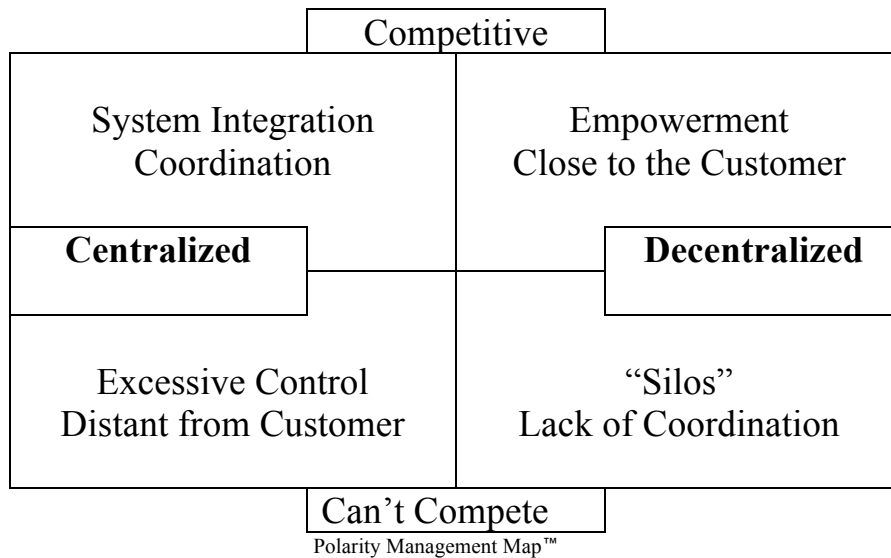 Competitive
System Integration
Coordination
Empowerment
Close to the Customer
Centralized
Decentralized
Excessive Control
Distant from Customer
“Silos”
Lack of Coordination
Can’t Compete
Polarity Management Map™